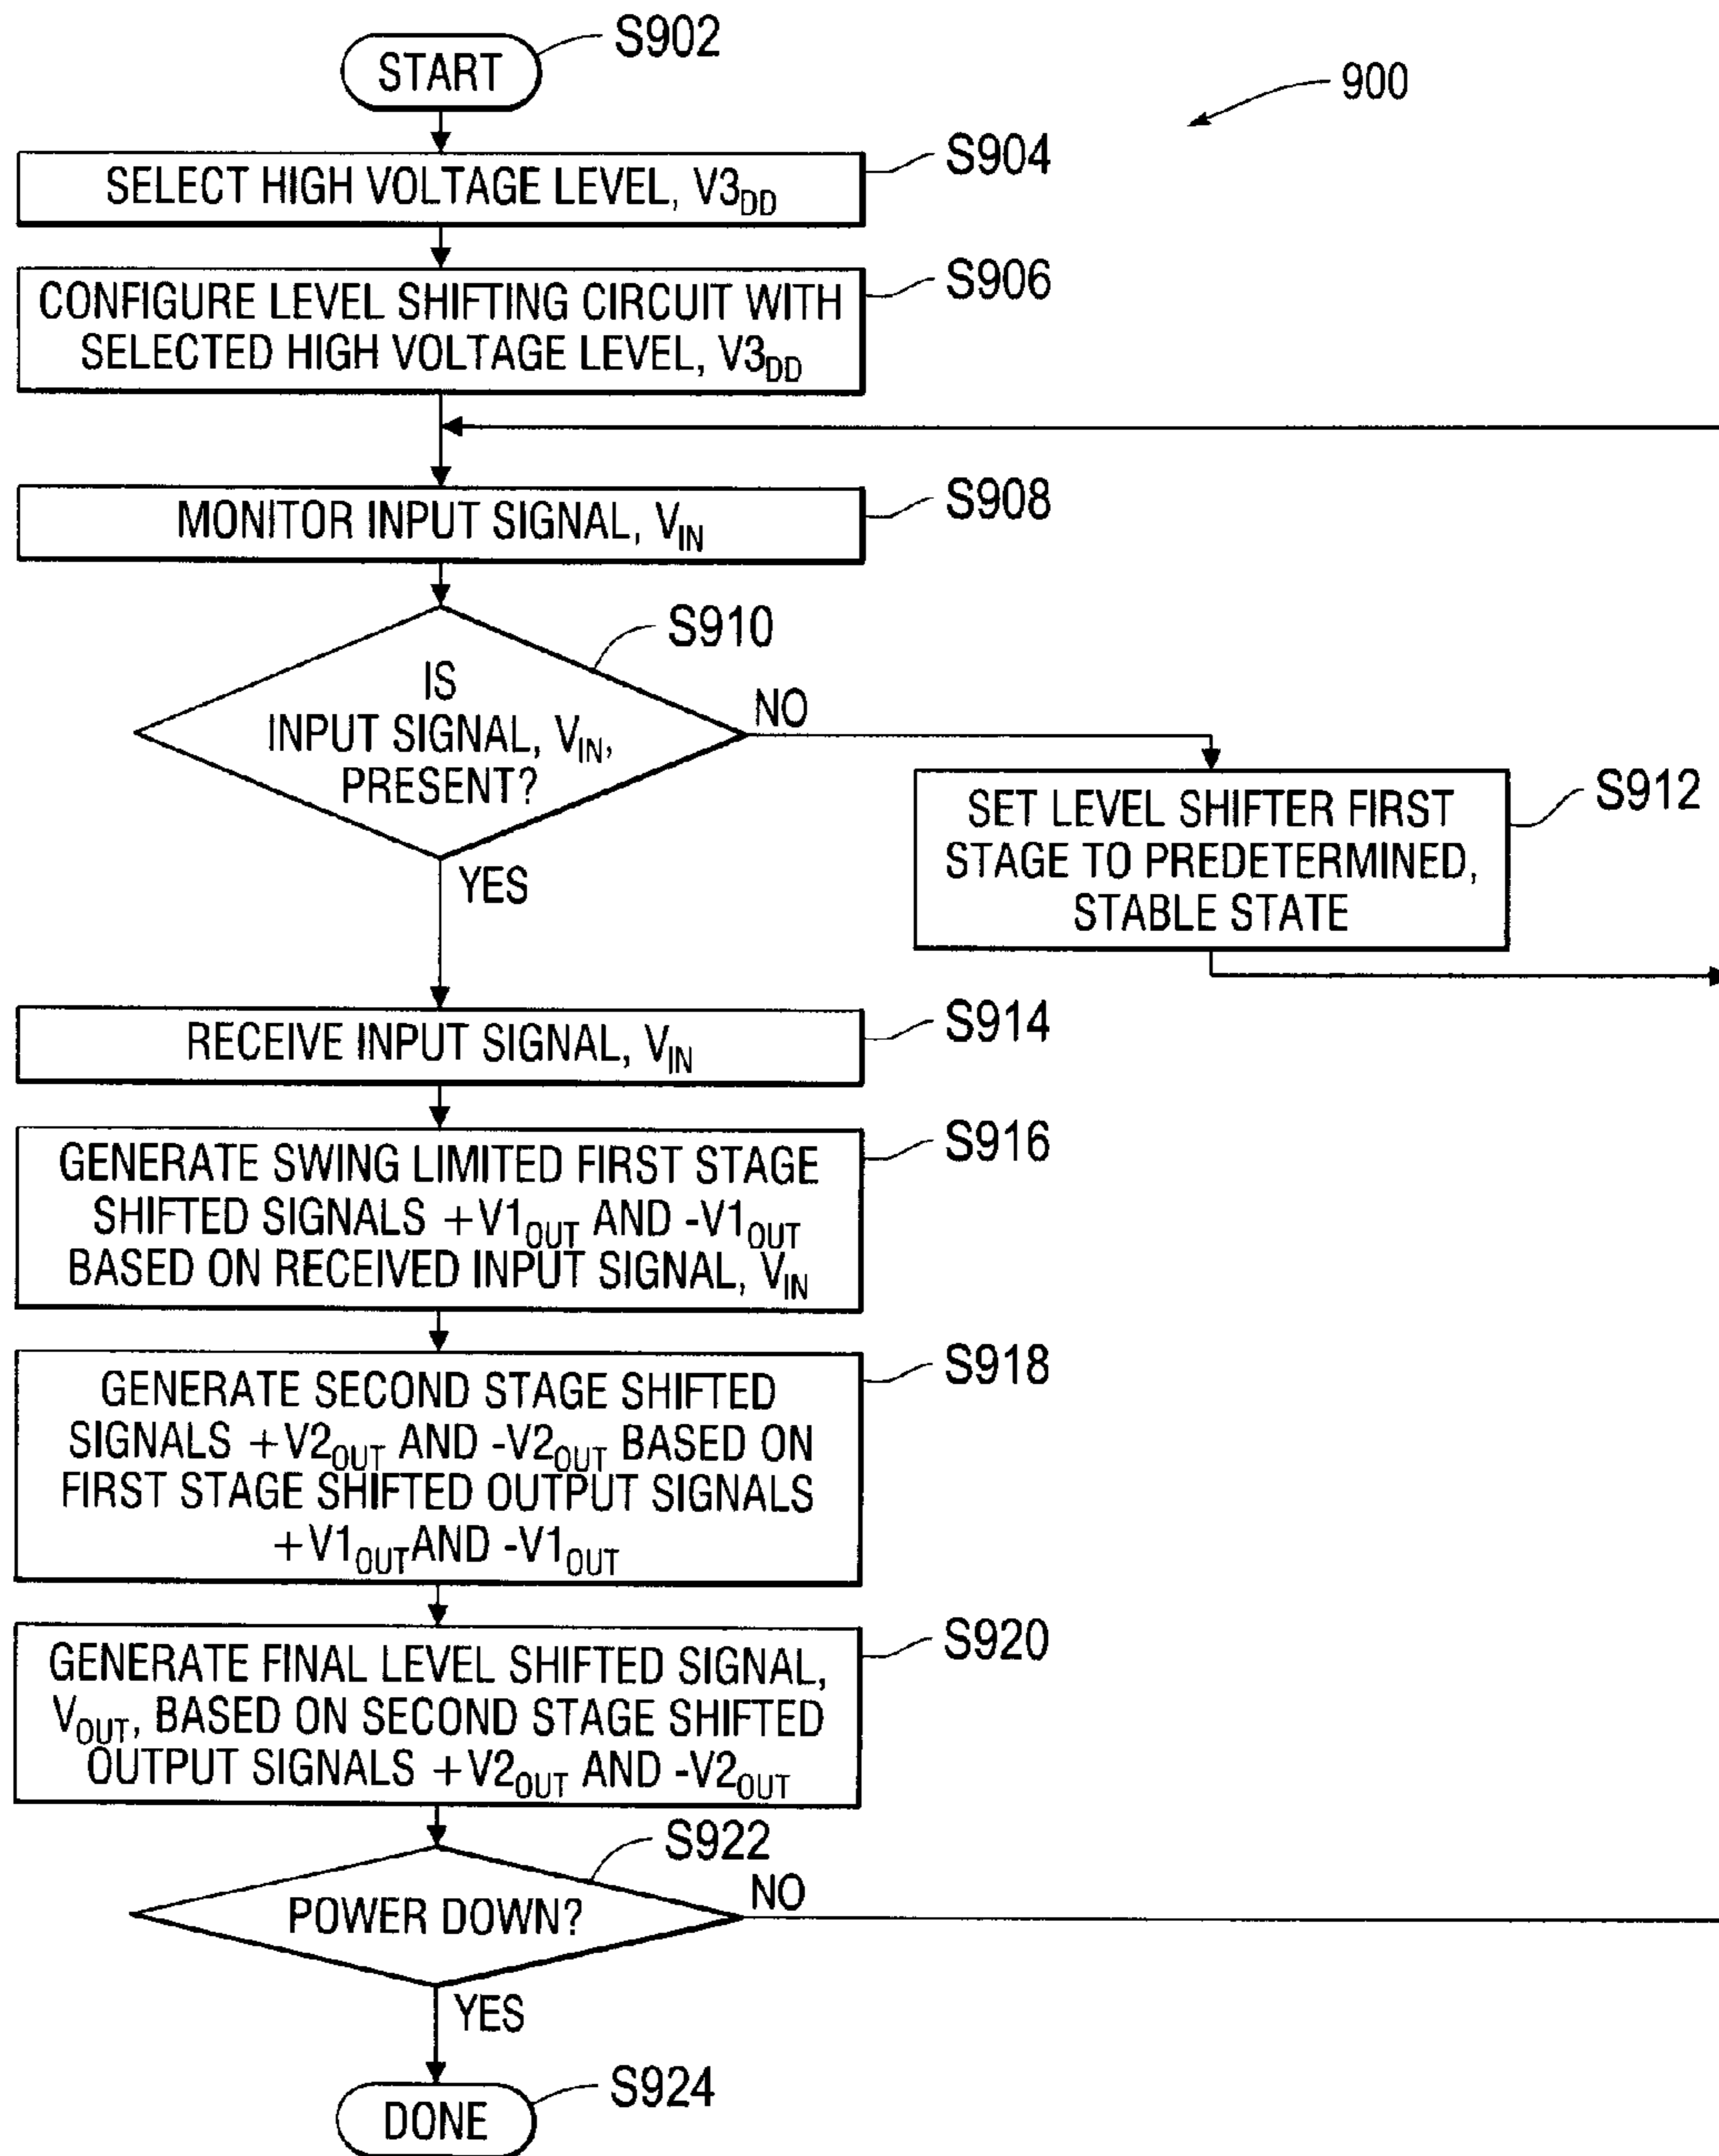 START
S902
900
SELECT HIGH VOLTAGE LEVEL, V3DD
S904
CONFIGURE LEVEL SHIFTING CIRCUIT WITH
SELECTED HIGH VOLTAGE LEVEL, V3DD
S906
MONITOR INPUT SIGNAL, VIN
S908
IS
INPUT SIGNAL, VIN,
PRESENT?
S910
NO
YES
SET LEVEL SHIFTER FIRST
STAGE TO PREDETERMINED,
STABLE STATE
S912
RECEIVE INPUT SIGNAL, VIN
S914
GENERATE SWING LIMITED FIRST STAGE
SHIFTED SIGNALS +V1OUT AND -V1OUT
BASED ON RECEIVED INPUT SIGNAL, VIN
S916
GENERATE SECOND STAGE SHIFTED
SIGNALS +V2OUT AND -V2OUT BASED ON
FIRST STAGE SHIFTED OUTPUT SIGNALS
+V1OUT AND -V1OUT
S918
GENERATE FINAL LEVEL SHIFTED SIGNAL,
VOUT, BASED ON SECOND STAGE SHIFTED
OUTPUT SIGNALS +V2OUT AND -V2OUT
S920
POWER DOWN?
S922
NO
YES
DONE
S924